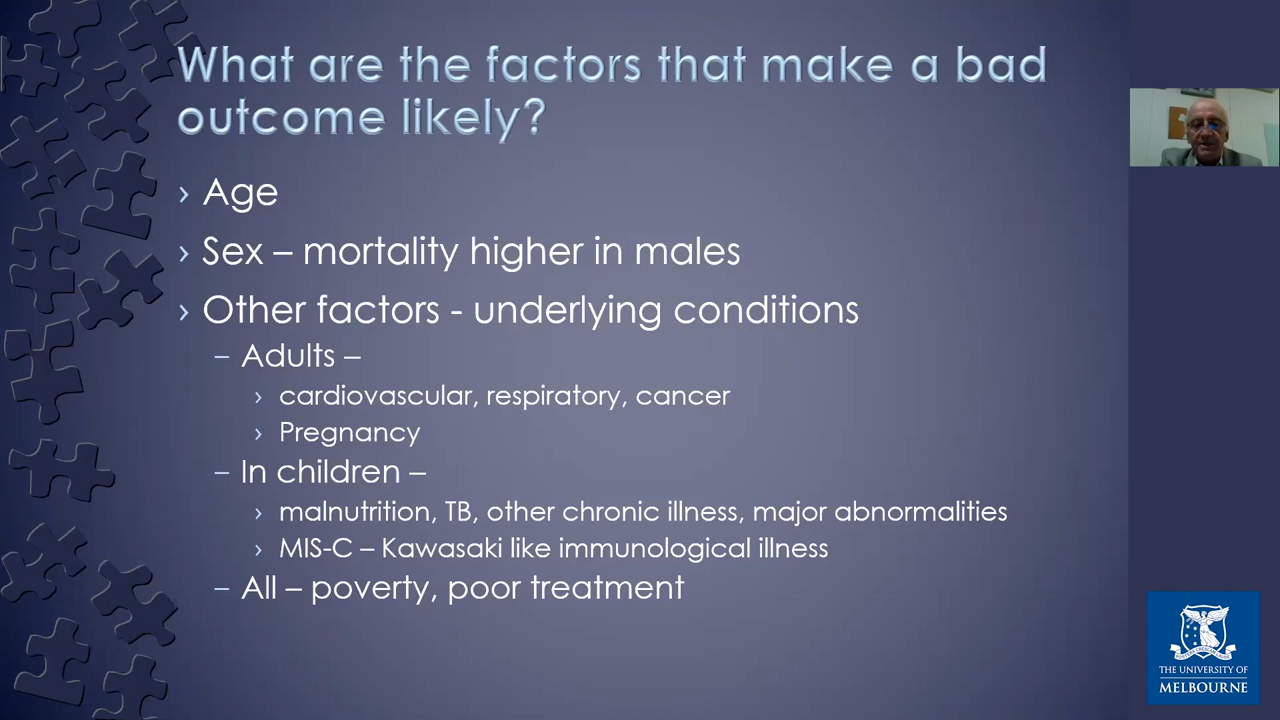 What are the factors that make a bad
outcome likely?
› Age
› Sex – mortality higher in males
› Other factors - underlying conditions
– Adults –
› cardiovascular, respiratory, cancer
› Pregnancy
– In children –
› malnutrition, TB, other chronic illness, major abnormalities
› MIS-C – Kawasaki like immunological illness
– All – poverty, poor treatment
THE UNIVERSITY OF
MELBOURNE